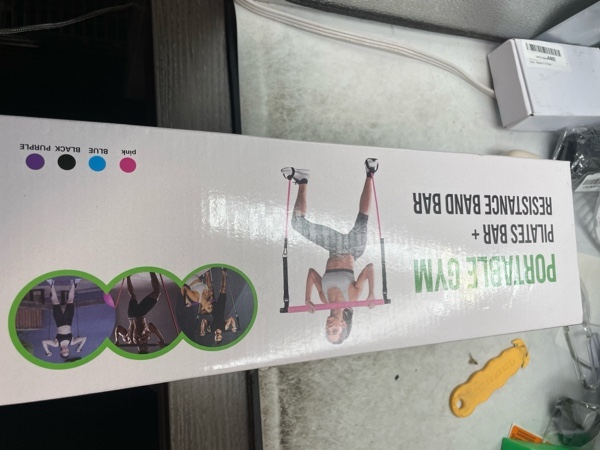 PORTABLE GYM
PILATES BAR +
RESISTANCE BAND BAR
pink
BLUE
BLACK
PURPLE